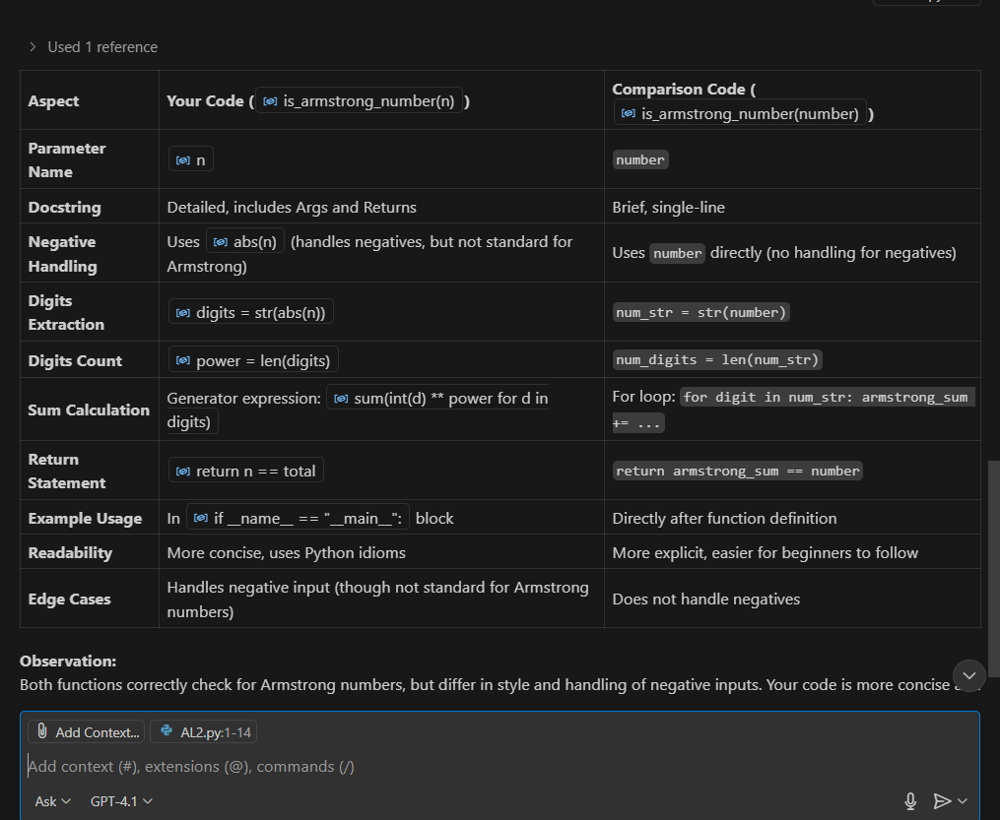 Used 1 reference
Aspect
Your Code ( is_armstrong_number(n) )
Comparison Code (
is_armstrong_number(number) )
Parameter
Name
n
number
Docstring
Detailed, includes Args and Returns
Brief, single-line
Negative
Handling
Uses abs(n) (handles negatives, but not standard for
Armstrong)
Uses number directly (no handling for negatives)
Digits
Extraction
digits = str(abs(n))
num_str = str(number)
Digits Count
power = len(digits)
num_digits = len(num_str)
Sum Calculation
Generator expression: sum(int(d) ** power for d in
digits)
For loop: for digit in num_str: armstrong_sum
+= ...
Return
Statement
return n == total
return armstrong_sum == number
Example Usage
In if __name__ == "__main__": block
Directly after function definition
Readability
More concise, uses Python idioms
More explicit, easier for beginners to follow
Edge Cases
Handles negative input (though not standard for Armstrong
numbers)
Does not handle negatives
Observation:
Both functions correctly check for Armstrong numbers, but differ in style and handling of negative inputs. Your code is more concise
Add Context...
AL2.py:1-14
Add context (#), extensions (@), commands (/)
Ask
GPT-4.1